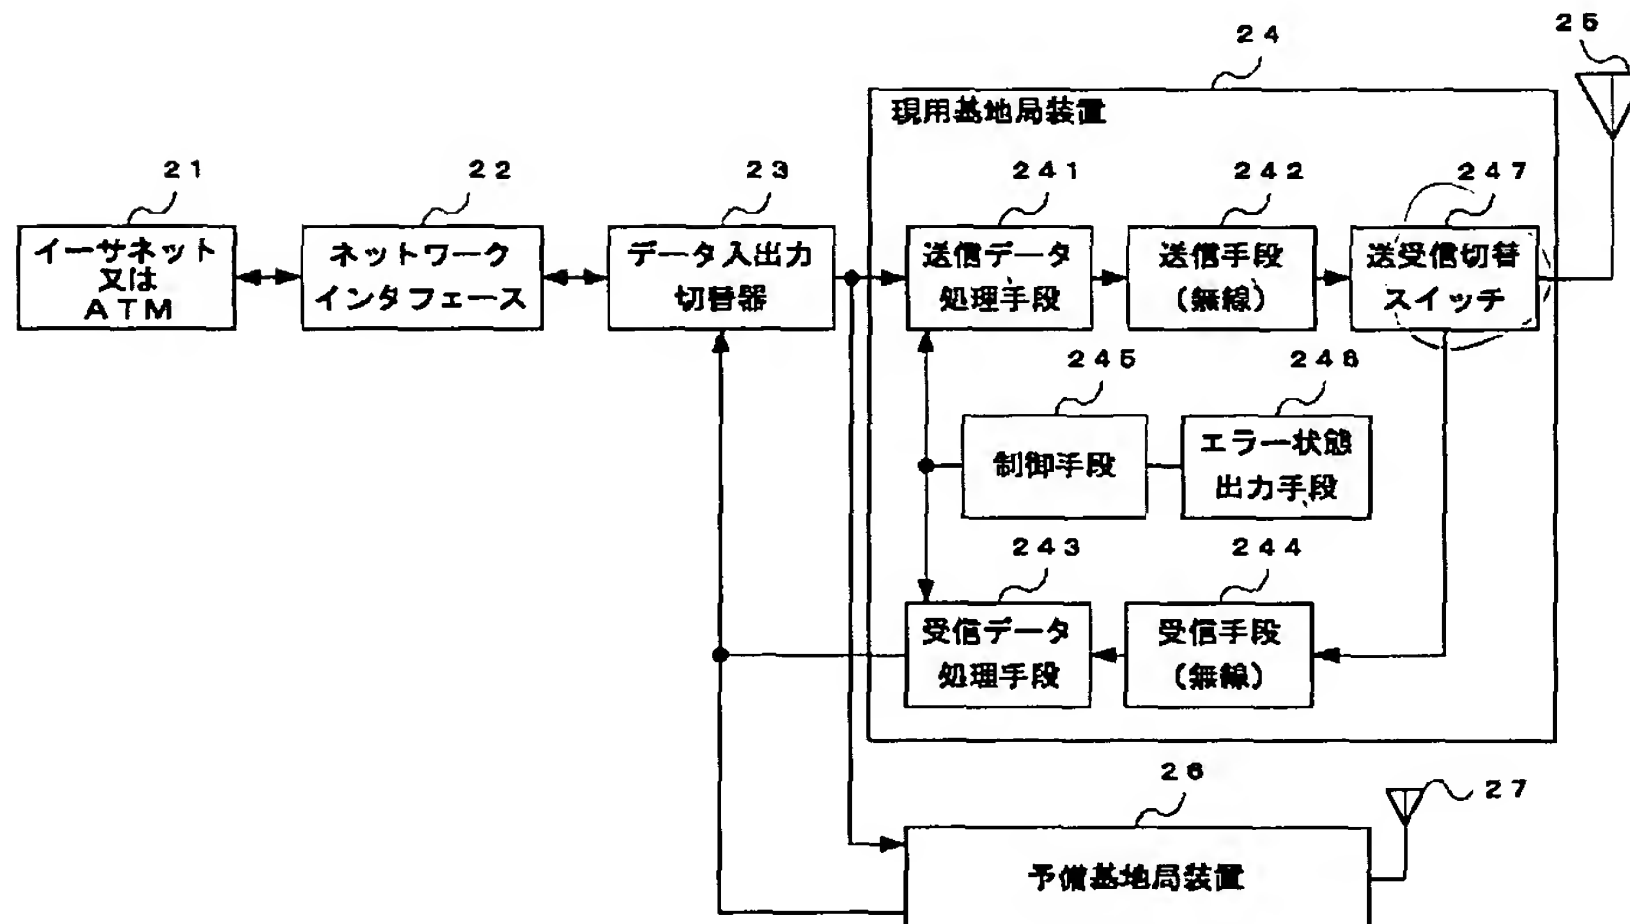 24
25
現用基地局装置
21
22
23
241
242
247
イーサネット
又は
ATM
ネットワーク
インタフェース
データ入出力
切替器
送信データ
処理手段
送信手段
(無線)
送受信切替
スイッチ
245
246
制御手段
エラー状態
出力手段
243
244
受信データ
処理手段
受信手段
(無線)
26
27
予備基地局装置